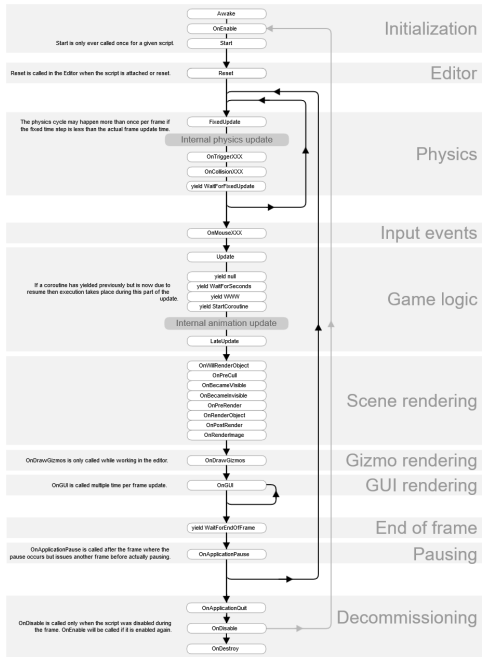 Awake
OnEnable
Initialization
Start is only ever called once for a given script.
Start
Reset is called in the Editor when the script is attached or reset.
Reset
Editor
The physics cycle may happen more than once per frame if
the fixed time step is less than the actual frame update time.
FixedUpdate
Internal physics update
OnTriggerXXX
Physics
OnCollisionXXX
yield WaitForFixedUpdate
OnMouseXXX
Input events
Update
If a coroutine has yielded previously but is now due to
resume then execution takes place during this part of the
update.
yield null
yield WaitForSeconds
yield WWW
yield StartCoroutine
Game logic
Internal animation update
LateUpdate
OnWillRenderObject
OnPreCull
OnBecameVisible
OnBecameInvisible
OnPreRender
OnRenderObject
OnPostRender
OnRenderImage
Scene rendering
OnDrawGizmos is only called while working in the editor.
OnDrawGizmos
Gizmo rendering
OnGUI is called multiple time per frame update.
OnGUI
GUI rendering
yield WaitForEndOfFrame
End of frame
OnApplicationPause is called after the frame where the
pause occurs but issues another frame before actually pausing.
OnApplicationPause
Pausing
OnApplicationQuit
Decommissioning
OnDisable is called only when the script was disabled during
the frame. OnEnable will be called if it is enabled again.
OnDisable
OnDestroy